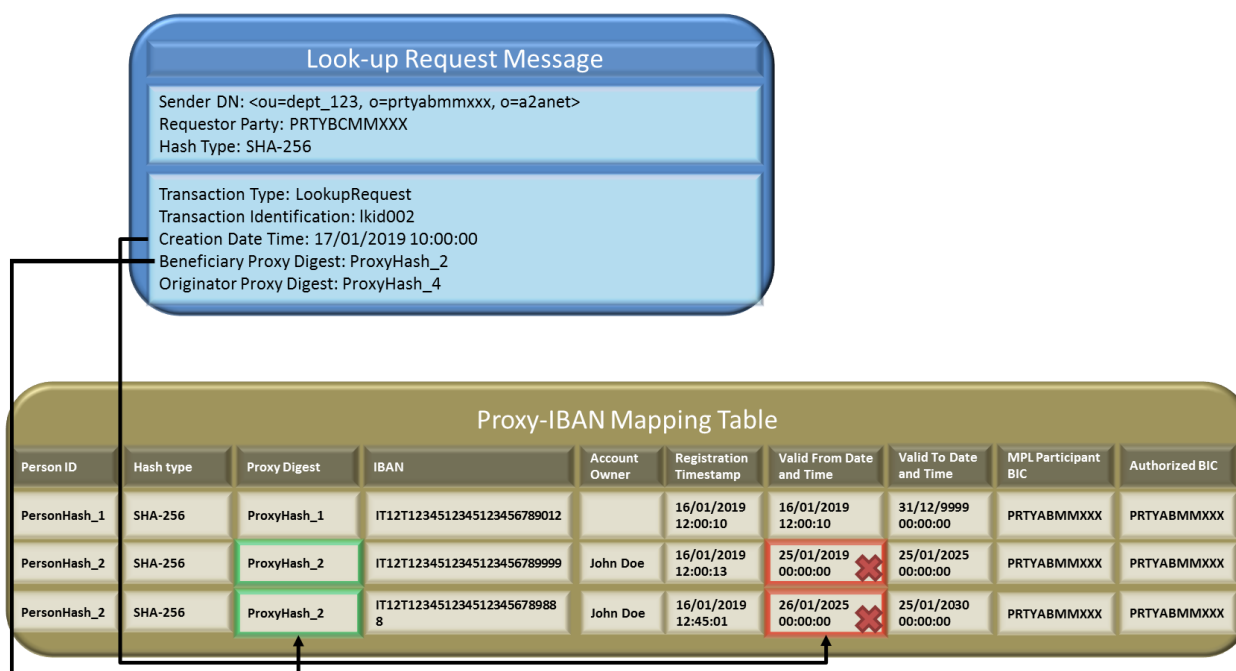 Look-up Request Message
Sender DN: <ou=dept_123, o=prtyabmmxxx, o=a2anet>
Requestor Party: PRTYBCMMXXX
Hash Type: SHA-256
Transaction Type: LookupRequest
Transaction Identification: lkid002
Creation Date Time: 17/01/2019 10:00:00
Beneficiary Proxy Digest: ProxyHash_2
Originator Proxy Digest: ProxyHash_4
Proxy-IBAN Mapping Table
Person ID
Hash type
Proxy Digest
IBAN
Account
Owner
Registration
Timestamp
Valid From Date
and Time
Valid To Date
and Time
MPL Participant
BIC
Authorized BIC
PersonHash_1
SHA-256
ProxyHash_1
IT12T1234512345123456789012
16/01/2019
12:00:10
16/01/2019
12:00:10
31/12/9999
00:00:00
PRTYABMMXXX
PRTYABMMXXX
PersonHash_2
SHA-256
ProxyHash_2
IT12T1234512345123456789999
John Doe
16/01/2019
12:00:13
25/01/2019
00:00:00
25/01/2025
00:00:00
PRTYABMMXXX
PRTYABMMXXX
PersonHash_2
SHA-256
ProxyHash_2
IT12T12345123451234567898​8
8
John Doe
16/01/2019
12:45:01
26/01/2025
00:00:00
25/01/2030
00:00:00
PRTYABMMXXX
PRTYABMMXXX